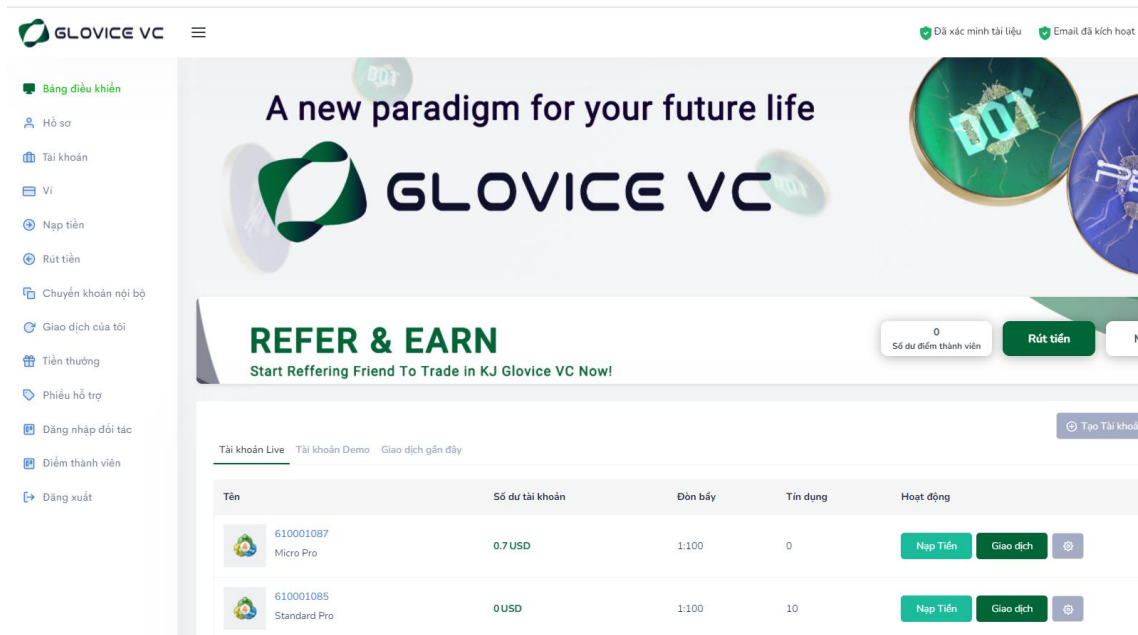 GLOVICE VC
Đã xác minh tài liệu
Email đã kích hoạt
Bảng điều khiển
Hồ sơ
Tài khoản
Ví
Nạp tiền
Rút tiền
Chuyển khoản nội bộ
Giao dịch của tôi
Tiền thưởng
Phiếu hỗ trợ
Đăng nhập đối tác
Điểm thành viên
Đăng xuất
A new paradigm for your future life
GLOVICE VC
DOT
DOT
DOT
REFER & EARN
Start Reffering Friend To Trade in KJ Glovice VC Now!
0
Số dư điểm thành viên
Rút tiền
Tạo Tài khoả
Tài khoản Live Tài khoản Demo Giao dịch gần đây
Tên Số dư tài khoản Đòn bẩy Tín dụng Hoạt động
610001087
Micro Pro
0.7 USD 1:100 0 Nạp Tiền Giao dịch
610001085
Standard Pro
0 USD 1:100 10 Nạp Tiền Giao dịch